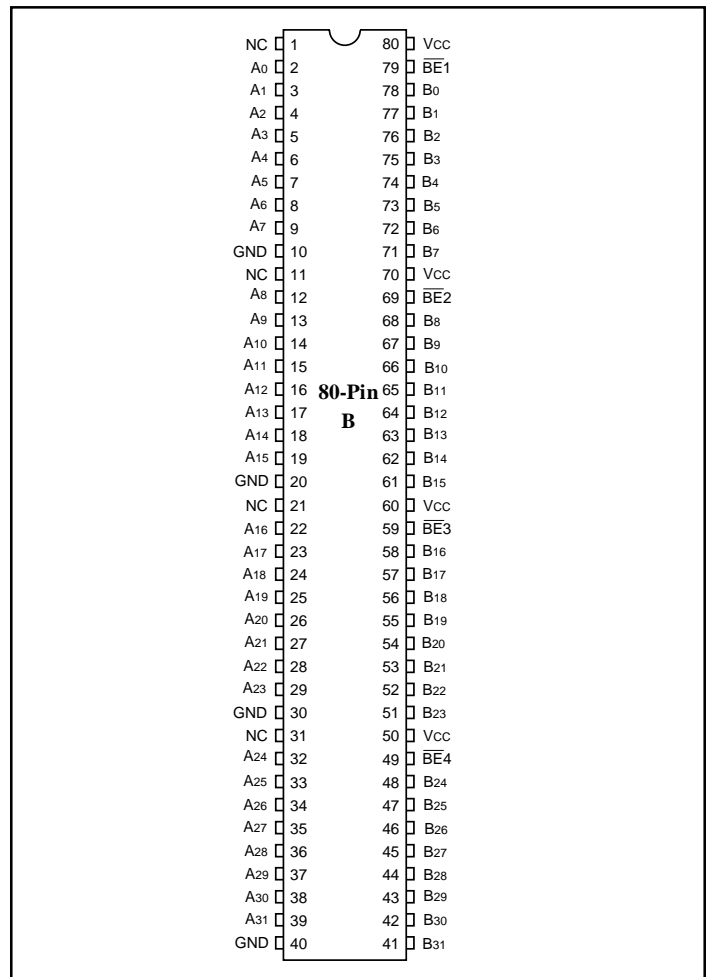 NC 1 80 VCC
A0 2 79 B̅E̅1
A1 3 78 B0
A2 4 77 B1
A3 5 76 B2
A4 6 75 B3
A5 7 74 B4
A6 8 73 B5
A7 9 72 B6
GND 10 71 B7
NC 11 70 VCC
A8 12 69 B̅E̅2
A9 13 68 B8
A10 14 67 B9
A11 15 66 B10
A12 16 80-Pin 65 B11
A13 17 B 64 B12
A14 18 63 B13
A15 19 62 B14
GND 20 61 B15
NC 21 60 VCC
A16 22 59 B̅E̅3
A17 23 58 B16
A18 24 57 B17
A19 25 56 B18
A20 26 55 B19
A21 27 54 B20
A22 28 53 B21
A23 29 52 B22
GND 30 51 B23
NC 31 50 VCC
A24 32 49 B̅E̅4
A25 33 48 B24
A26 34 47 B25
A27 35 46 B26
A28 36 45 B27
A29 37 44 B28
A30 38 43 B29
A31 39 42 B30
GND 40 41 B31